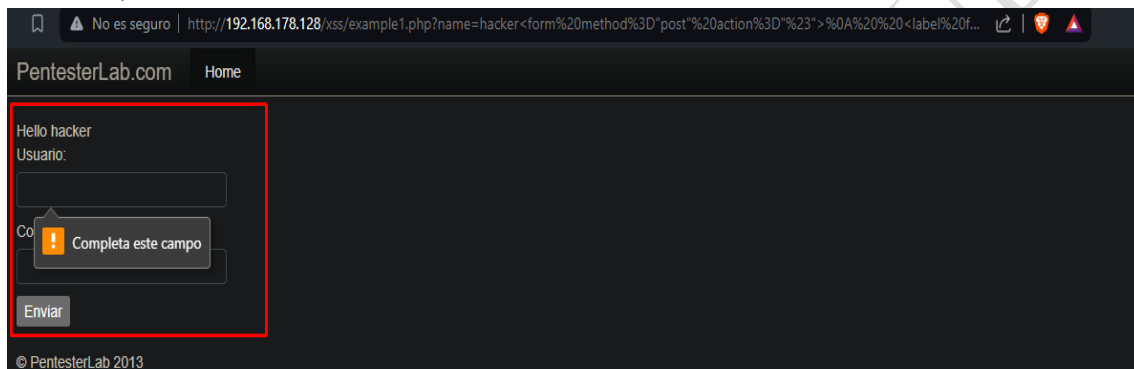 No es seguro | http://192.168.178.128/xss/example1.php?name=hacker<form%20method%3D"post"%20action%3D"%23">%0A%20%20<label%20f...
PentesterLab.com Home
Hello hacker
Usuario:
Completa este campo
Co
Enviar
© PentesterLab 2013